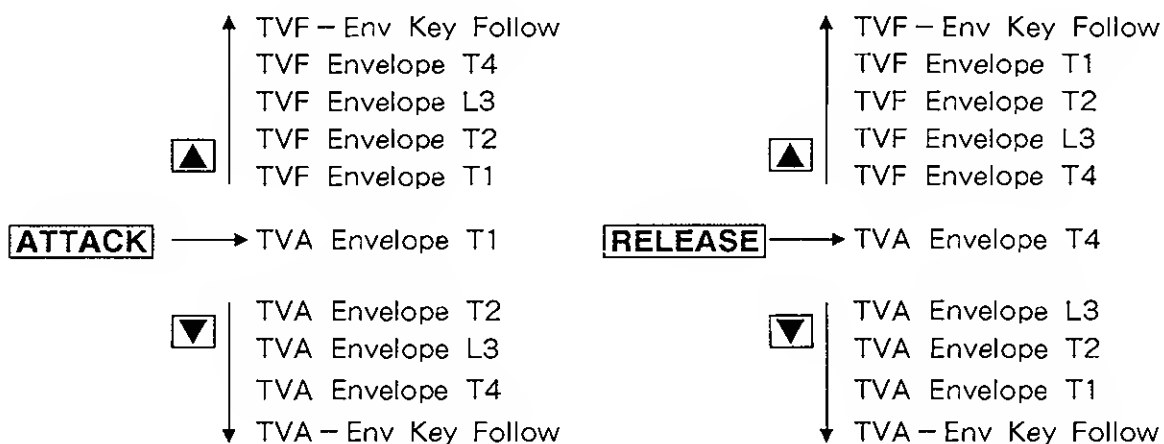 TVF – Env Key Follow
TVF Envelope T4
TVF Envelope L3
TVF Envelope T2
TVF Envelope T1
ATTACK
TVA Envelope T1
TVA Envelope T2
TVA Envelope L3
TVA Envelope T4
TVA – Env Key Follow
TVF – Env Key Follow
TVF Envelope T1
TVF Envelope T2
TVF Envelope L3
TVF Envelope T4
RELEASE
TVA Envelope T4
TVA Envelope L3
TVA Envelope T2
TVA Envelope T1
TVA – Env Key Follow